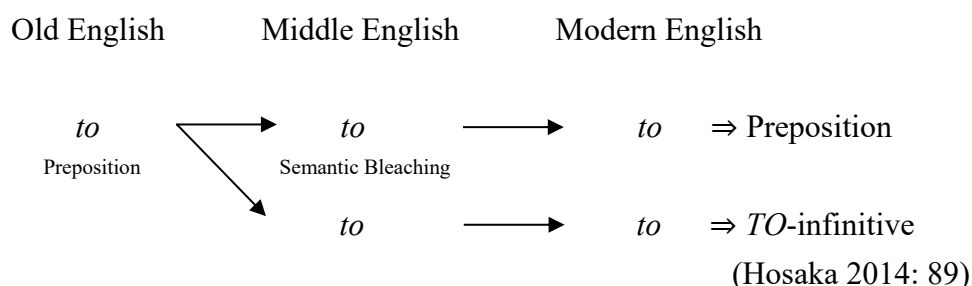 Old English Middle English Modern English
to to to ⇒ Preposition
Preposition Semantic Bleaching
to to ⇒ TO-infinitive
(Hosaka 2014: 89)